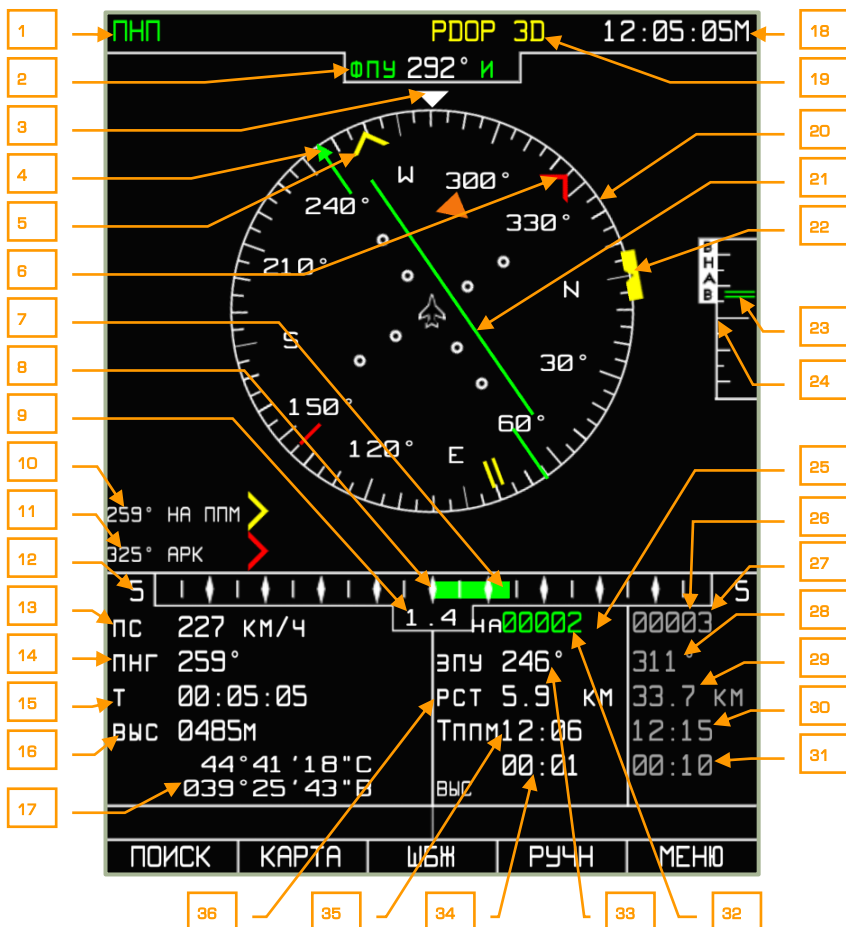 1 ПНП PDOP 3D 12:05:05М 18
2 ФПУ 292° И 19
3 20
4 W 300° 21
5 240° 330° 22
6 210° N ВНАВ
7 S 23
8 30° 24
9 150° 60°
10 120° E 25
11 259° НА ППМ 26
12 325° АРК 27
S S
13 1.4 НА00002 00003 28
ПС 227 КМ/Ч
14 ПНГ 259° ЗПУ 246° 311° 29
15 Т 00:05:05 РСТ 5.9 КМ 33.7 КМ 30
16 ВЫС 0485М Тппм12:06 12:15
44°41'18"С 00:01 00:10 31
17 039°25'43"В ВЫС
ПОИСК КАРТА ШБЖ РУЧН МЕНЮ
36 35 34 33 32